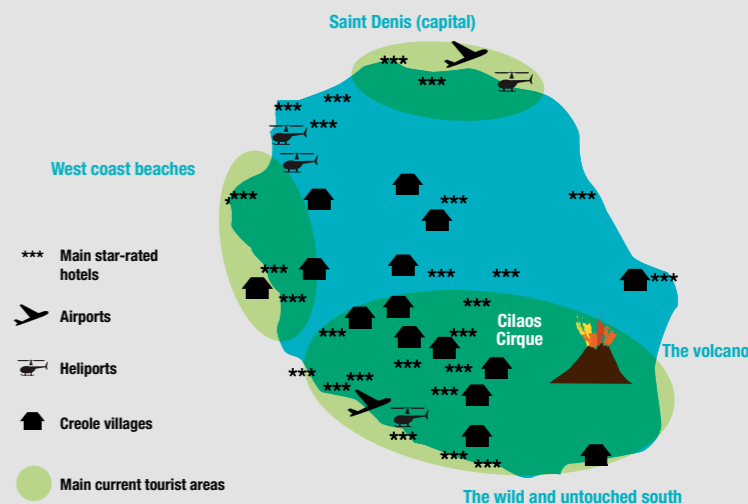 Saint Denis (capital)
West coast beaches
*** Main star-rated
hotels
Airports
Heliports
Creole villages
Main current tourist areas
Cilaos
Cirque
The volcano
The wild and untouched south